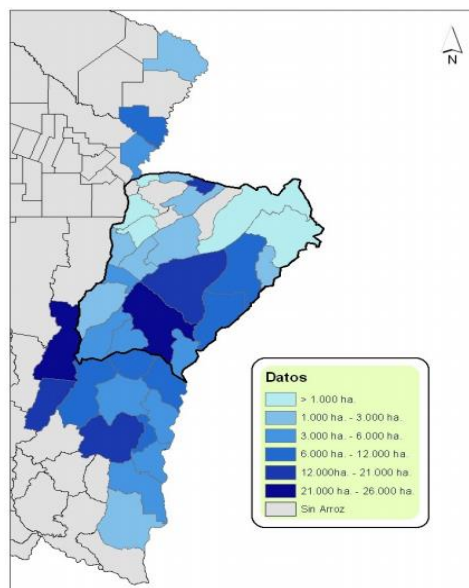 N
Datos
> 1.000 ha.
1.000 ha. - 3.000 ha.
3.000 ha. - 6.000 ha.
6.000 ha. - 12.000 ha.
12.000ha. - 21.000 ha.
21.000 ha. - 26.000 ha.
Sin Arroz